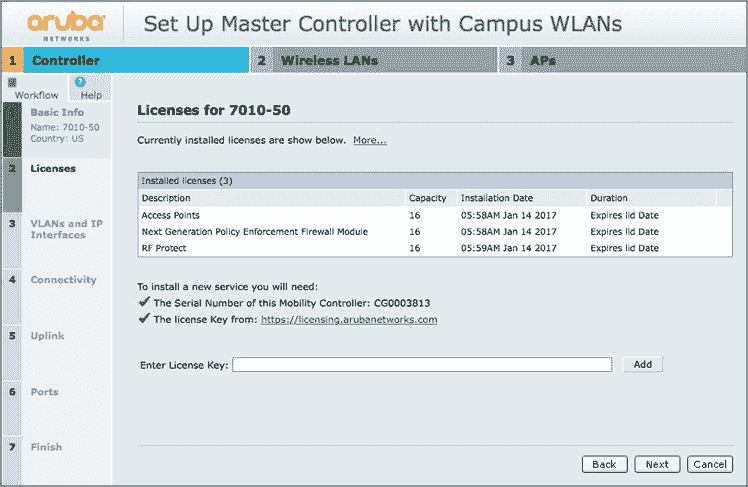 aruba
NETWORKS
Set Up Master Controller with Campus WLANs
1 Controller
2 Wireless LANs
3 APs
Workflow
? Help
Basic Info
Name: 7010-50
Country: US
2 Licenses
3 VLANs and IP
Interfaces
4 Connectivity
5 Uplink
6 Ports
7 Finish
Licenses for 7010-50
Currently installed licenses are show below. More...
Installed licenses (3)
Description Capacity Installation Date Duration
Access Points 16 05:58AM Jan 14 2017 Expires lid Date
Next Generation Policy Enforcement Firewall Module 16 05:58AM Jan 14 2017 Expires lid Date
RF Protect 16 05:59AM Jan 14 2017 Expires lid Date
To install a new service you will need:
✔ The Serial Number of this Mobility Controller: CG0003813
✔ The license Key from: https://licensing.arubanetworks.com
Enter License Key:
Add
Back
Next
Cancel